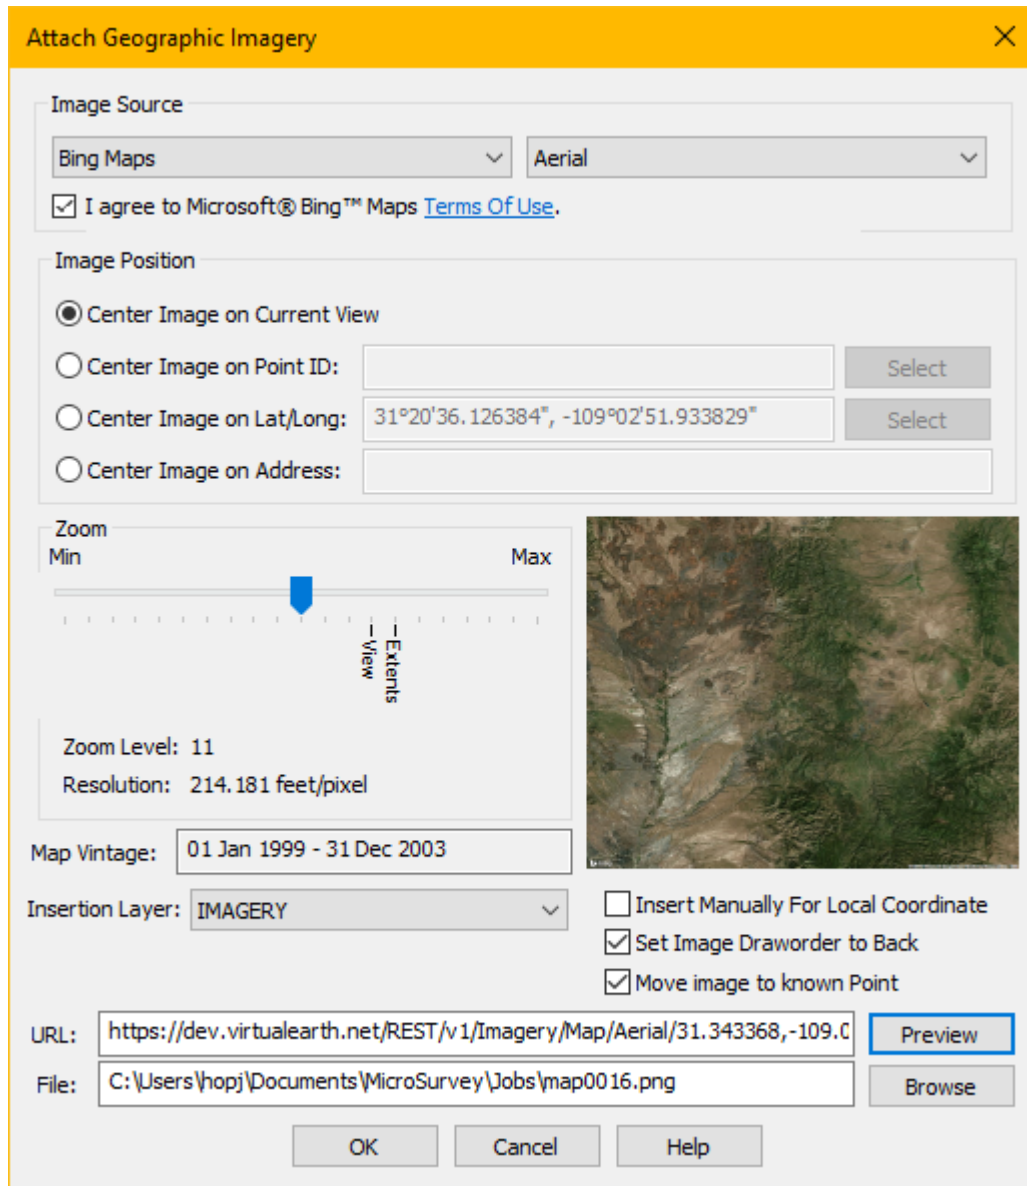 Attach Geographic Imagery
Image Source
Bing Maps
Aerial
I agree to Microsoft® Bing™ Maps Terms Of Use.
Image Position
Center Image on Current View
Center Image on Point ID:
Select
Center Image on Lat/Long:
31°20'36.126384", -109°02'51.933829"
Select
Center Image on Address:
Zoom
Min
Max
View
Extents
Zoom Level: 11
Resolution: 214.181 feet/pixel
Map Vintage: 01 Jan 1999 - 31 Dec 2003
Insertion Layer: IMAGERY
Insert Manually For Local Coordinate
Set Image Draworder to Back
Move image to known Point
URL: https://dev.virtualearth.net/REST/v1/Imagery/Map/Aerial/31.343368,-109.0
Preview
File: C:\Users\hopj\Documents\MicroSurvey\Jobs\map0016.png
Browse
OK
Cancel
Help